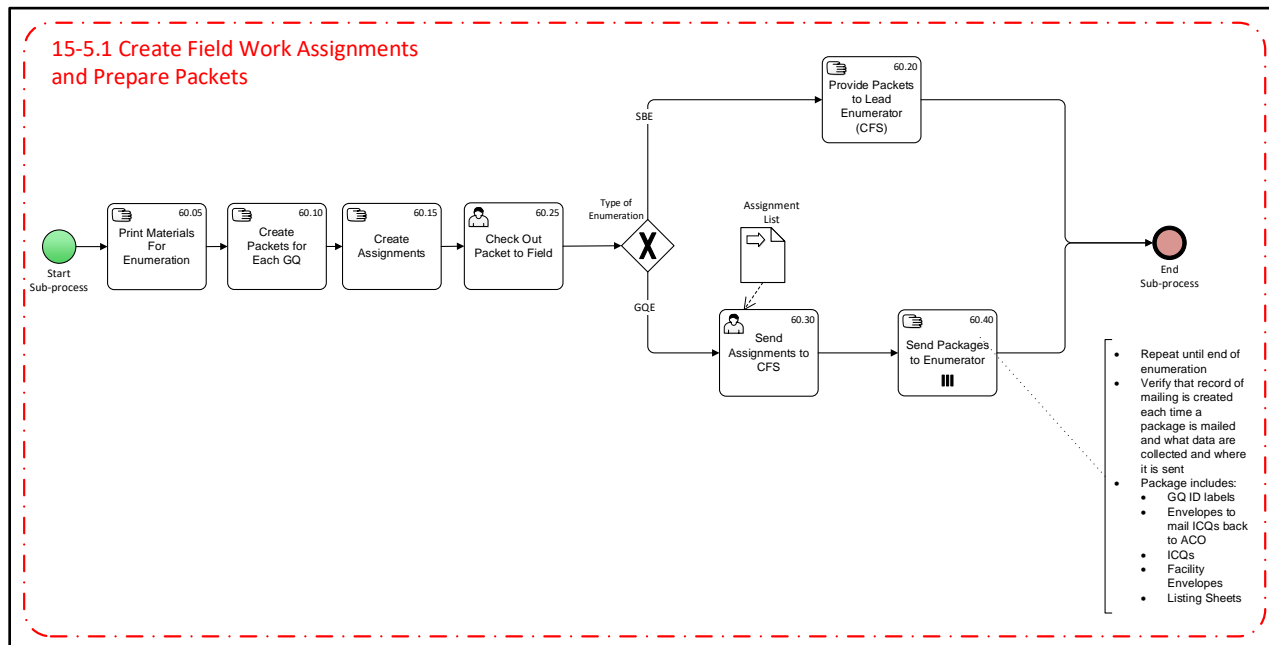 15-5.1 Create Field Work Assignments
and Prepare Packets
Start
Sub-process
60.05
Print Materials
For
Enumeration
60.10
Create
Packets for
Each GQ
60.15
Create
Assignments
60.25
Check Out
Packet to Field
Type of
Enumeration
X
SBE
60.20
Provide Packets
to Lead
Enumerator
(CFS)
GQE
Assignment
List
60.30
Send
Assignments to
CFS
60.40
Send Packages
to Enumerator
End
Sub-process
• Repeat until end of
enumeration
• Verify that record of
mailing is created
each time a
package is mailed
and what data are
collected and where
it is sent
• Package includes:
• GQ ID labels
• Envelopes to
mail ICQs back
to ACO
• ICQs
• Facility
Envelopes
• Listing Sheets